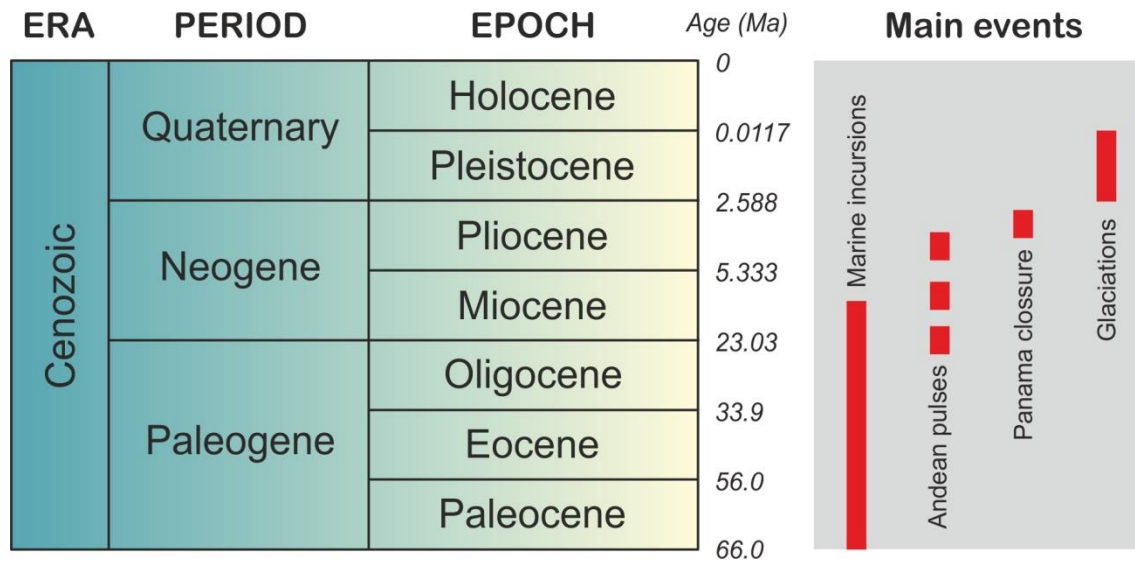 ERA PERIOD EPOCH Age (Ma) Main events
0
Holocene
Quaternary
0.0117
Pleistocene
2.588
Pliocene
Neogene
5.333
Miocene
23.03
Cenozoic
Oligocene
33.9
Paleogene
Eocene
56.0
Paleocene
66.0
Marine incursions
Andean pulses
Panama clossure
Glaciations